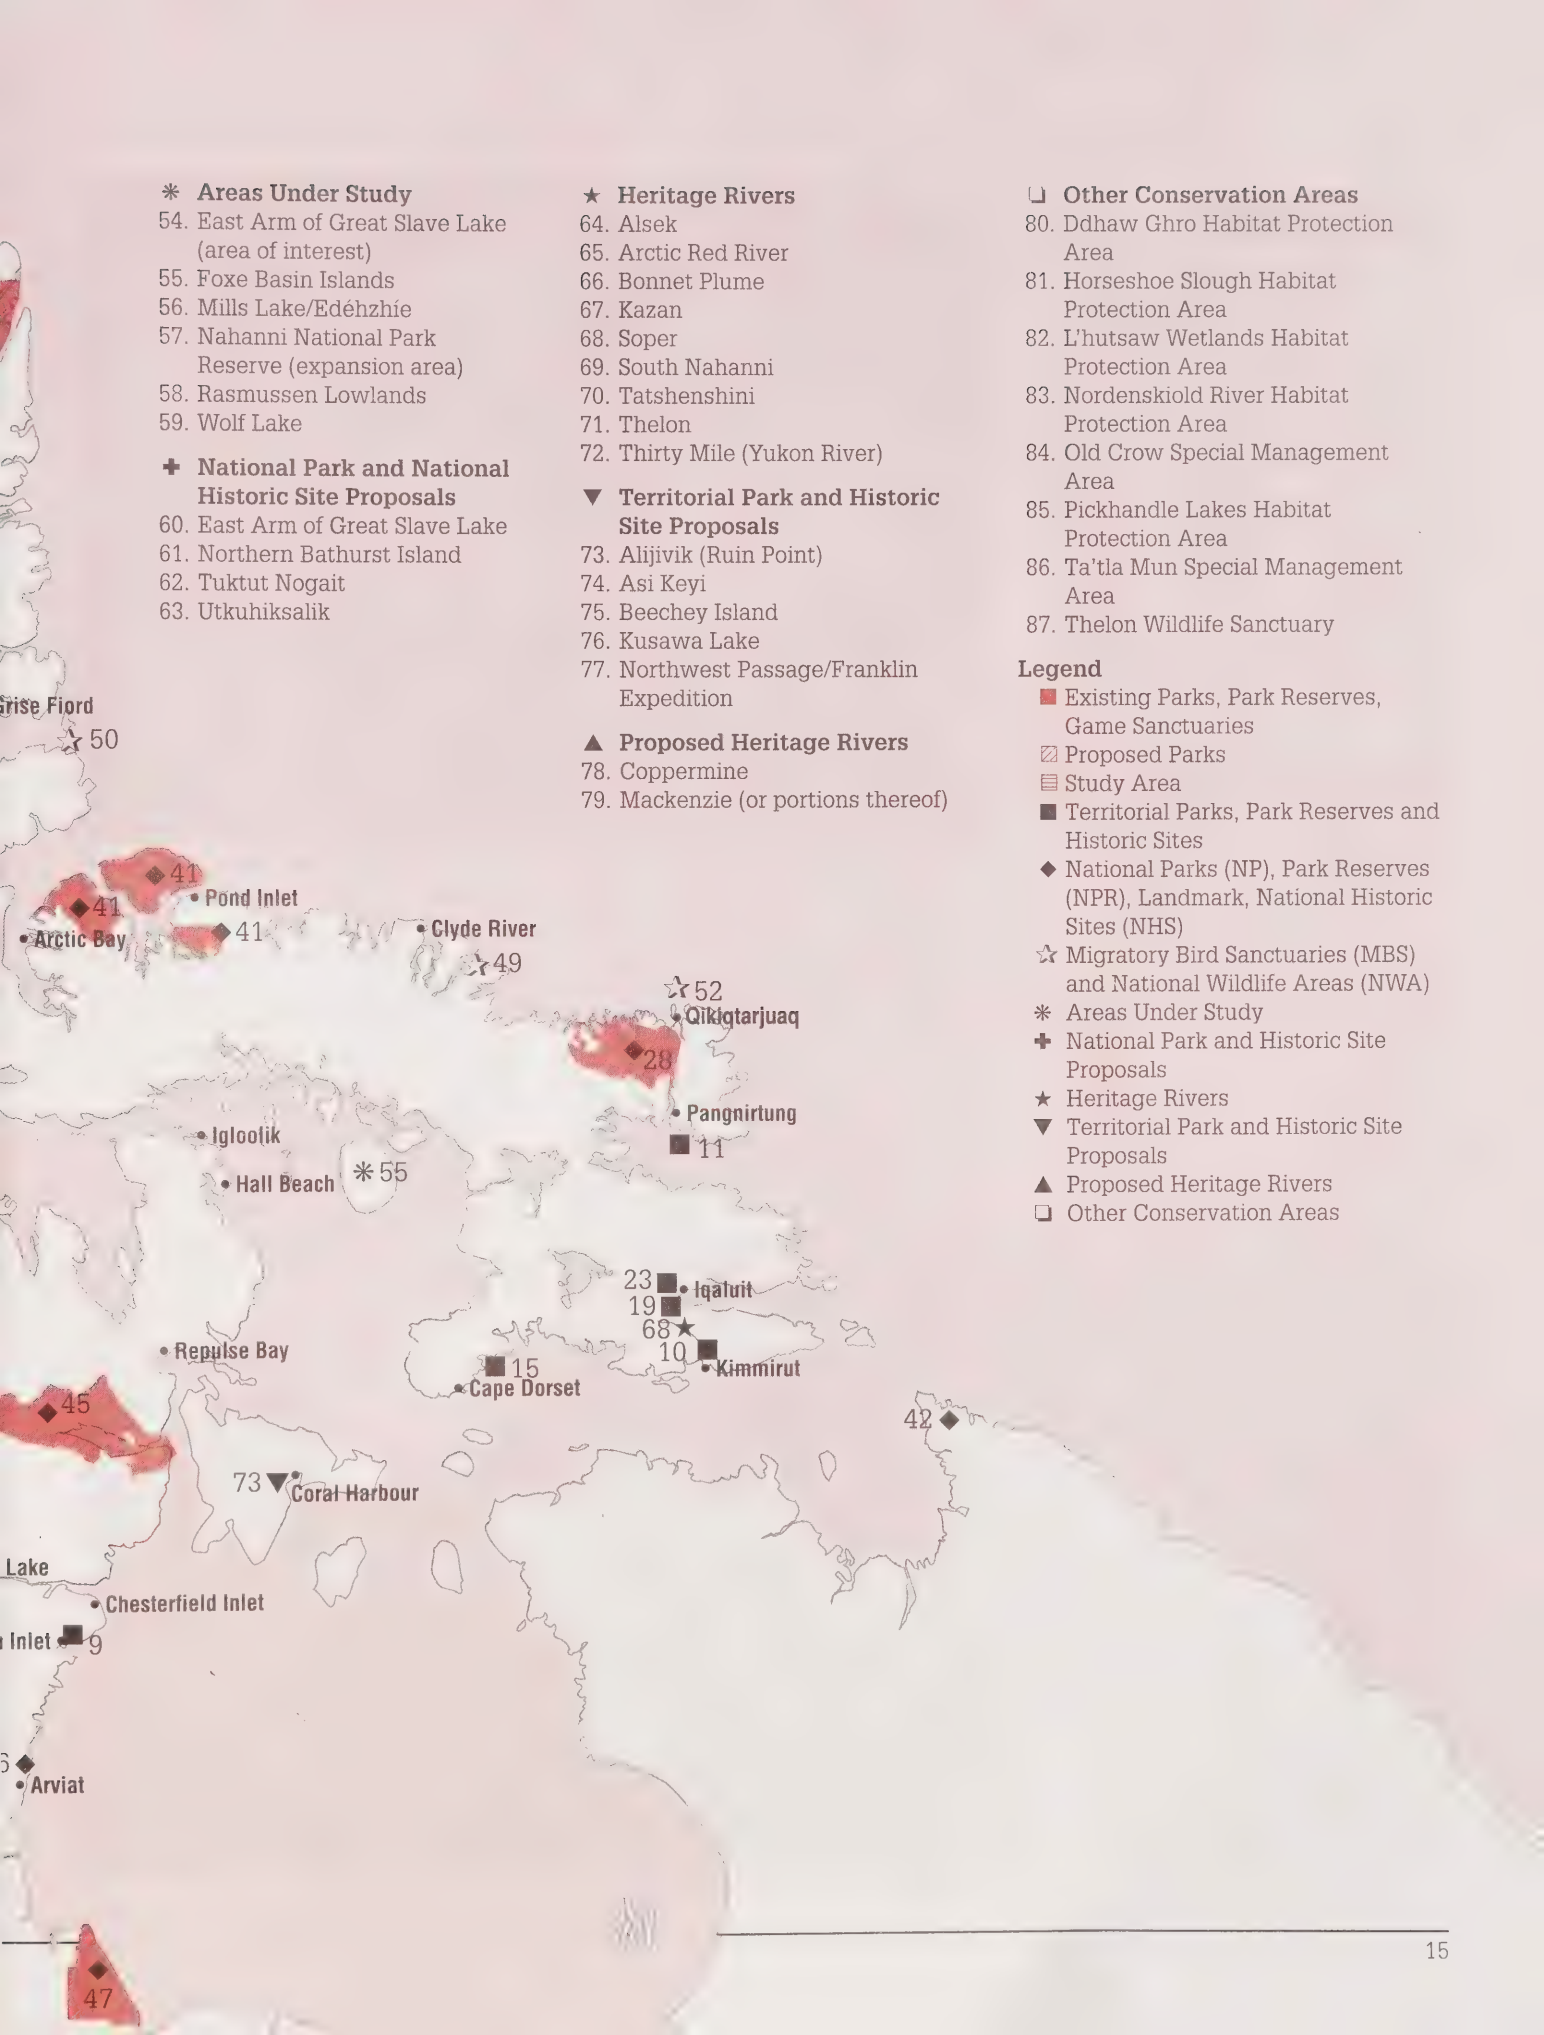 ❋ Areas Under Study
54. East Arm of Great Slave Lake
(area of interest)
55. Foxe Basin Islands
56. Mills Lake/Edéhzhíe
57. Nahanni National Park
Reserve (expansion area)
58. Rasmussen Lowlands
59. Wolf Lake
✚ National Park and National
Historic Site Proposals
60. East Arm of Great Slave Lake
61. Northern Bathurst Island
62. Tuktut Nogait
63. Utkuhiksalik
★ Heritage Rivers
64. Alsek
65. Arctic Red River
66. Bonnet Plume
67. Kazan
68. Soper
69. South Nahanni
70. Tatshenshini
71. Thelon
72. Thirty Mile (Yukon River)
▼ Territorial Park and Historic
Site Proposals
73. Alijivik (Ruin Point)
74. Asi Keyi
75. Beechey Island
76. Kusawa Lake
77. Northwest Passage/Franklin
Expedition
▲ Proposed Heritage Rivers
78. Coppermine
79. Mackenzie (or portions thereof)
❏ Other Conservation Areas
80. Ddhaw Ghro Habitat Protection
Area
81. Horseshoe Slough Habitat
Protection Area
82. L'hutsaw Wetlands Habitat
Protection Area
83. Nordenskiold River Habitat
Protection Area
84. Old Crow Special Management
Area
85. Pickhandle Lakes Habitat
Protection Area
86. Ta'tla Mun Special Management
Area
87. Thelon Wildlife Sanctuary
Legend
Existing Parks, Park Reserves,
Game Sanctuaries
Proposed Parks
Study Area
Territorial Parks, Park Reserves and
Historic Sites
National Parks (NP), Park Reserves
(NPR), Landmark, National Historic
Sites (NHS)
Migratory Bird Sanctuaries (MBS)
and National Wildlife Areas (NWA)
Areas Under Study
National Park and Historic Site
Proposals
Heritage Rivers
Territorial Park and Historic Site
Proposals
Proposed Heritage Rivers
Other Conservation Areas
Grise Fiord
50
41
Pond Inlet
41
Arctic Bay
41
Clyde River
49
52
Qikiqtarjuaq
28
Pangnirtung
11
Igloolik
55
Hall Beach
23
Iqaluit
19
68
10
Kimmirut
Repulse Bay
15
Cape Dorset
45
42
73
Coral Harbour
Lake
Chesterfield Inlet
Inlet
9
Arviat
47
15